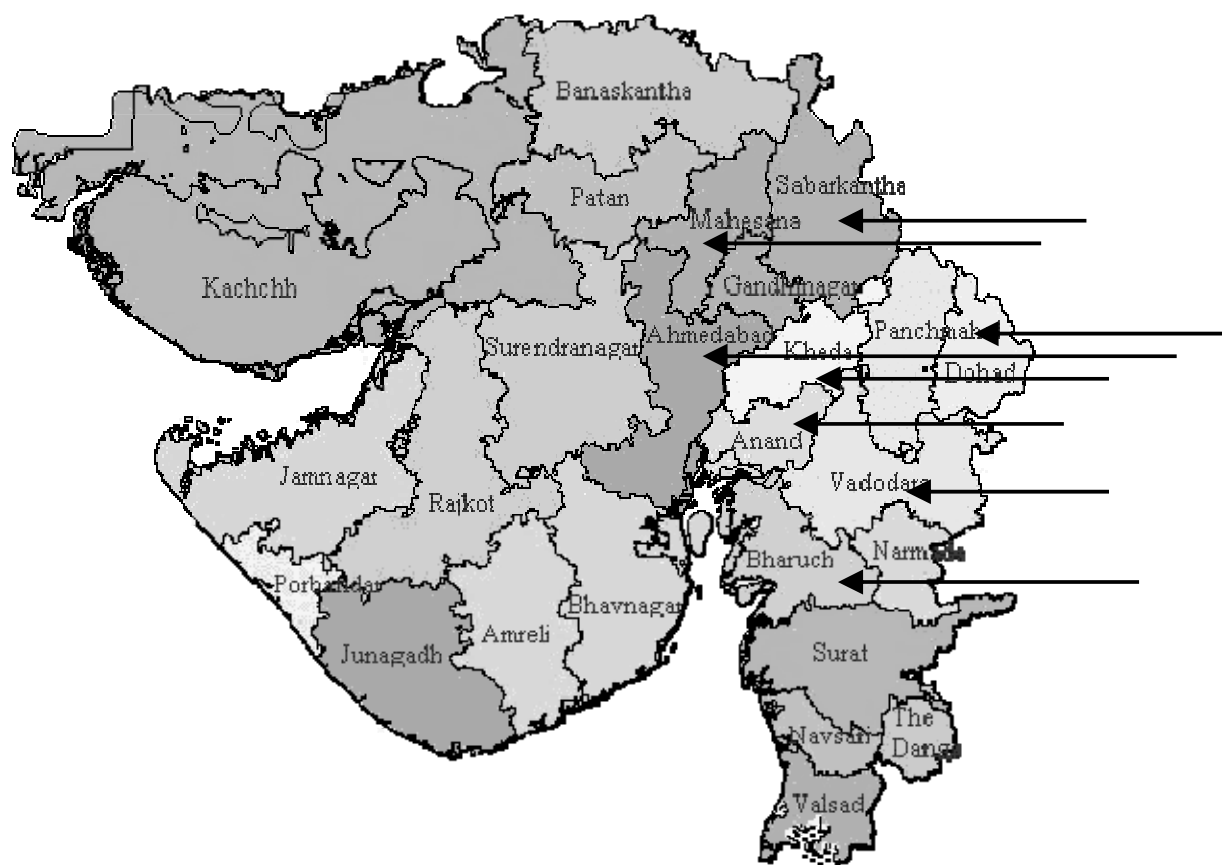 Banaskantha
Sabarkantha
Patan
Mahesana
Kachchh
Gandhinagar
Ahmedabad
Panchmah
Surendranagar
Kheda
Dohad
Anand
Jamnagar
Vadodara
Rajkot
Narmada
Bharuch
Porbandar
Bhavnagar
Amreli
Junagadh
Surat
The
Dangs
Navsari
Valsad